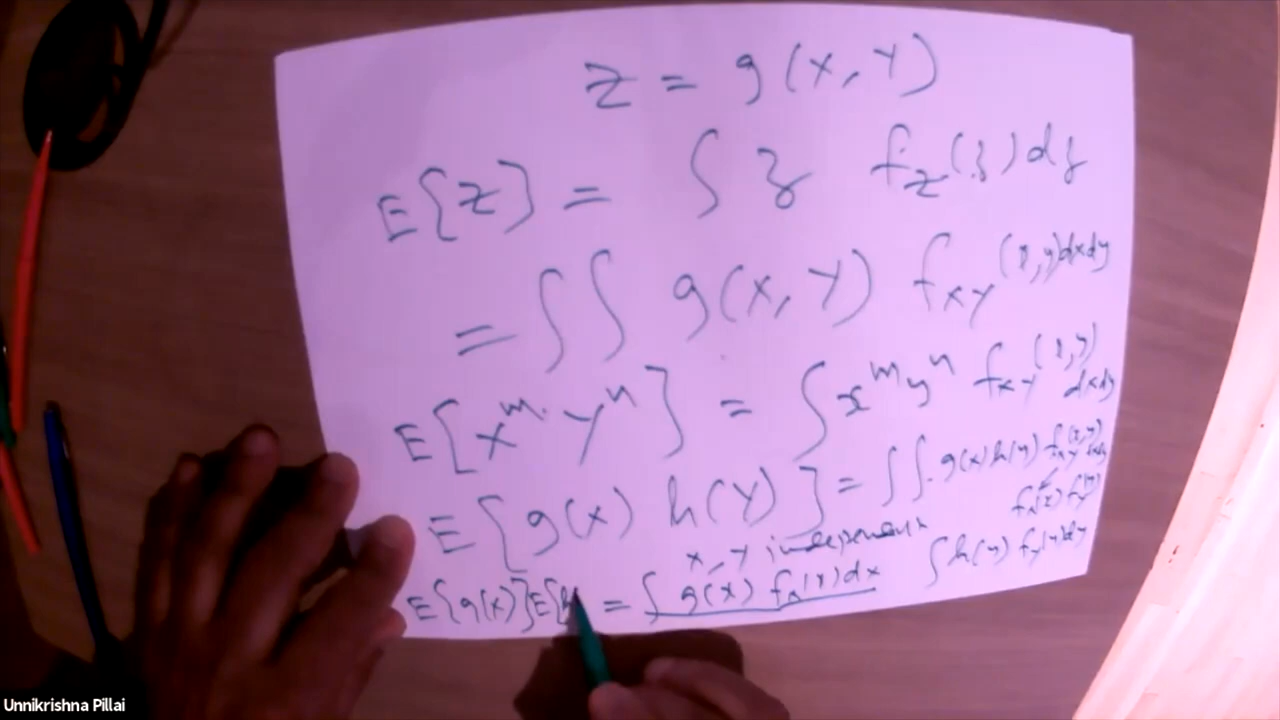 Z = g(X, Y)
E{Z} = ∫ z f_Z(z) dz
= ∫∫ g(X, Y) f_XY(x,y) dx dy
E[X^m Y^n] = ∫ x^m y^n f_XY(x,y) dx dy
E{g(X) h(Y)} = ∫∫ g(x) h(y) f_XY(x,y) dx dy
f_X(x) f_Y(y)
X, Y independent
E{g(X)} E{h = ∫ g(x) f_X(x) dx ∫ h(y) f_Y(y) dy
Unnikrishna Pillai